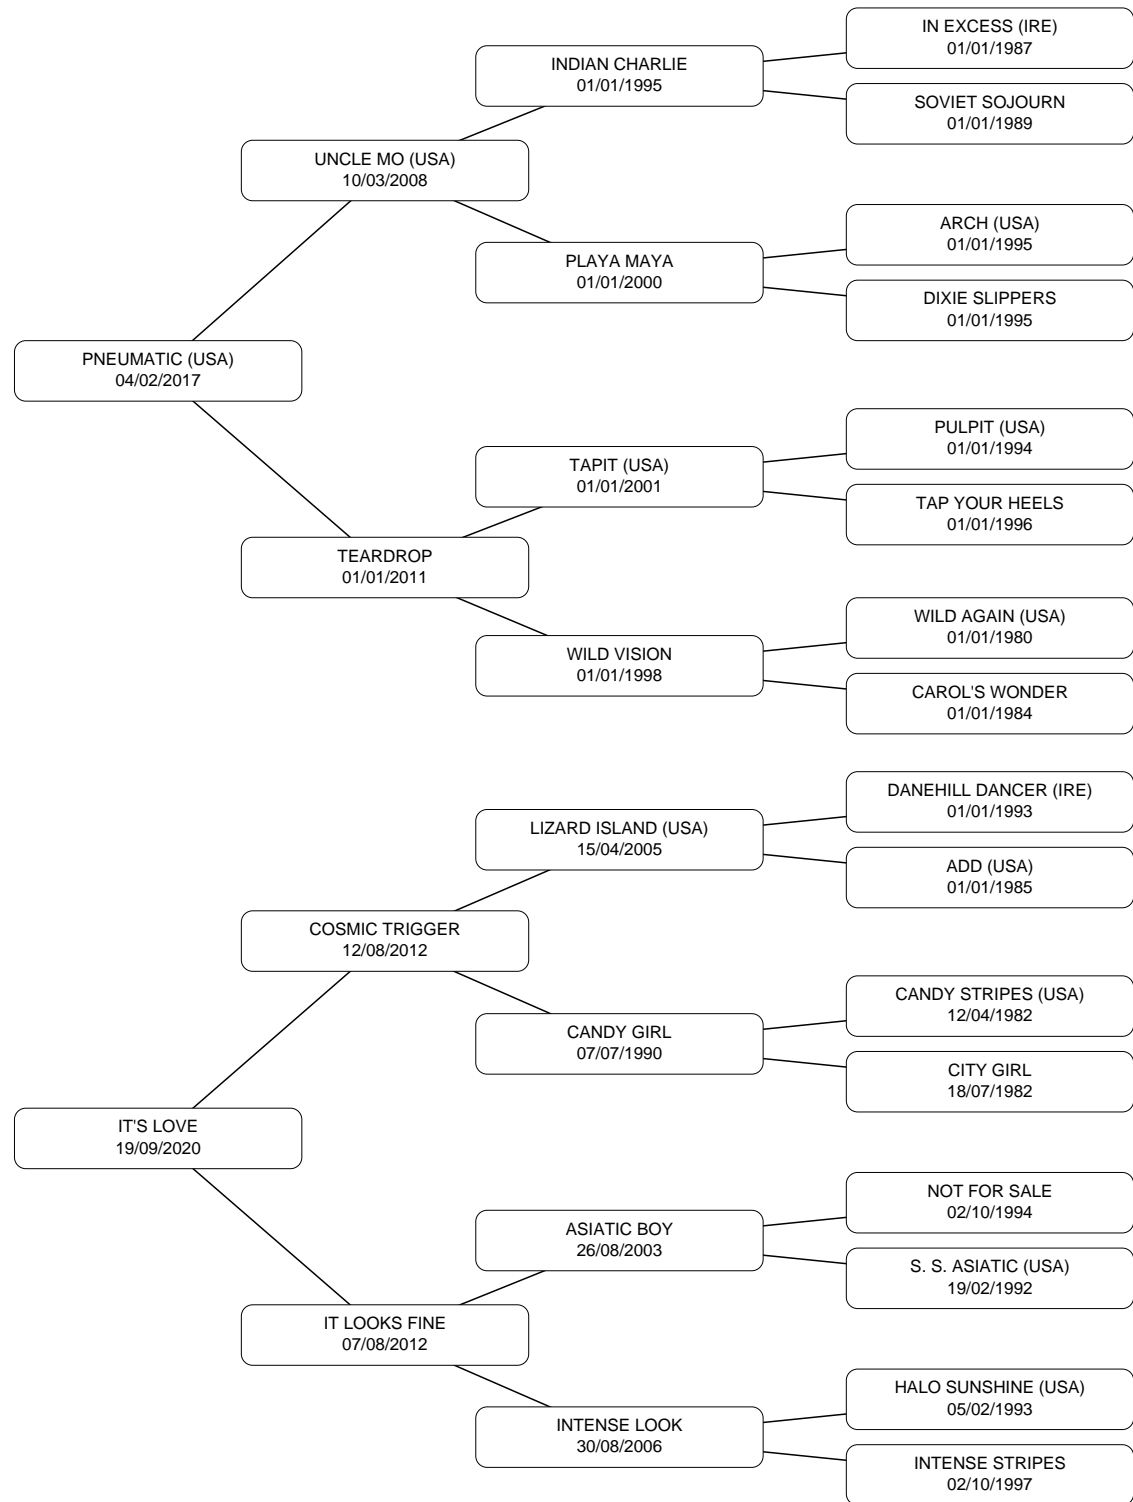 IN EXCESS (IRE)
01/01/1987
INDIAN CHARLIE
01/01/1995
SOVIET SOJOURN
01/01/1989
UNCLE MO (USA)
10/03/2008
ARCH (USA)
01/01/1995
PLAYA MAYA
01/01/2000
DIXIE SLIPPERS
01/01/1995
PNEUMATIC (USA)
04/02/2017
PULPIT (USA)
01/01/1994
TAPIT (USA)
01/01/2001
TAP YOUR HEELS
01/01/1996
TEARDROP
01/01/2011
WILD AGAIN (USA)
01/01/1980
WILD VISION
01/01/1998
CAROL'S WONDER
01/01/1984
DANEHILL DANCER (IRE)
01/01/1993
LIZARD ISLAND (USA)
15/04/2005
ADD (USA)
01/01/1985
COSMIC TRIGGER
12/08/2012
CANDY STRIPES (USA)
12/04/1982
CANDY GIRL
07/07/1990
CITY GIRL
18/07/1982
IT'S LOVE
19/09/2020
NOT FOR SALE
02/10/1994
ASIATIC BOY
26/08/2003
S. S. ASIATIC (USA)
19/02/1992
IT LOOKS FINE
07/08/2012
HALO SUNSHINE (USA)
05/02/1993
INTENSE LOOK
30/08/2006
INTENSE STRIPES
02/10/1997